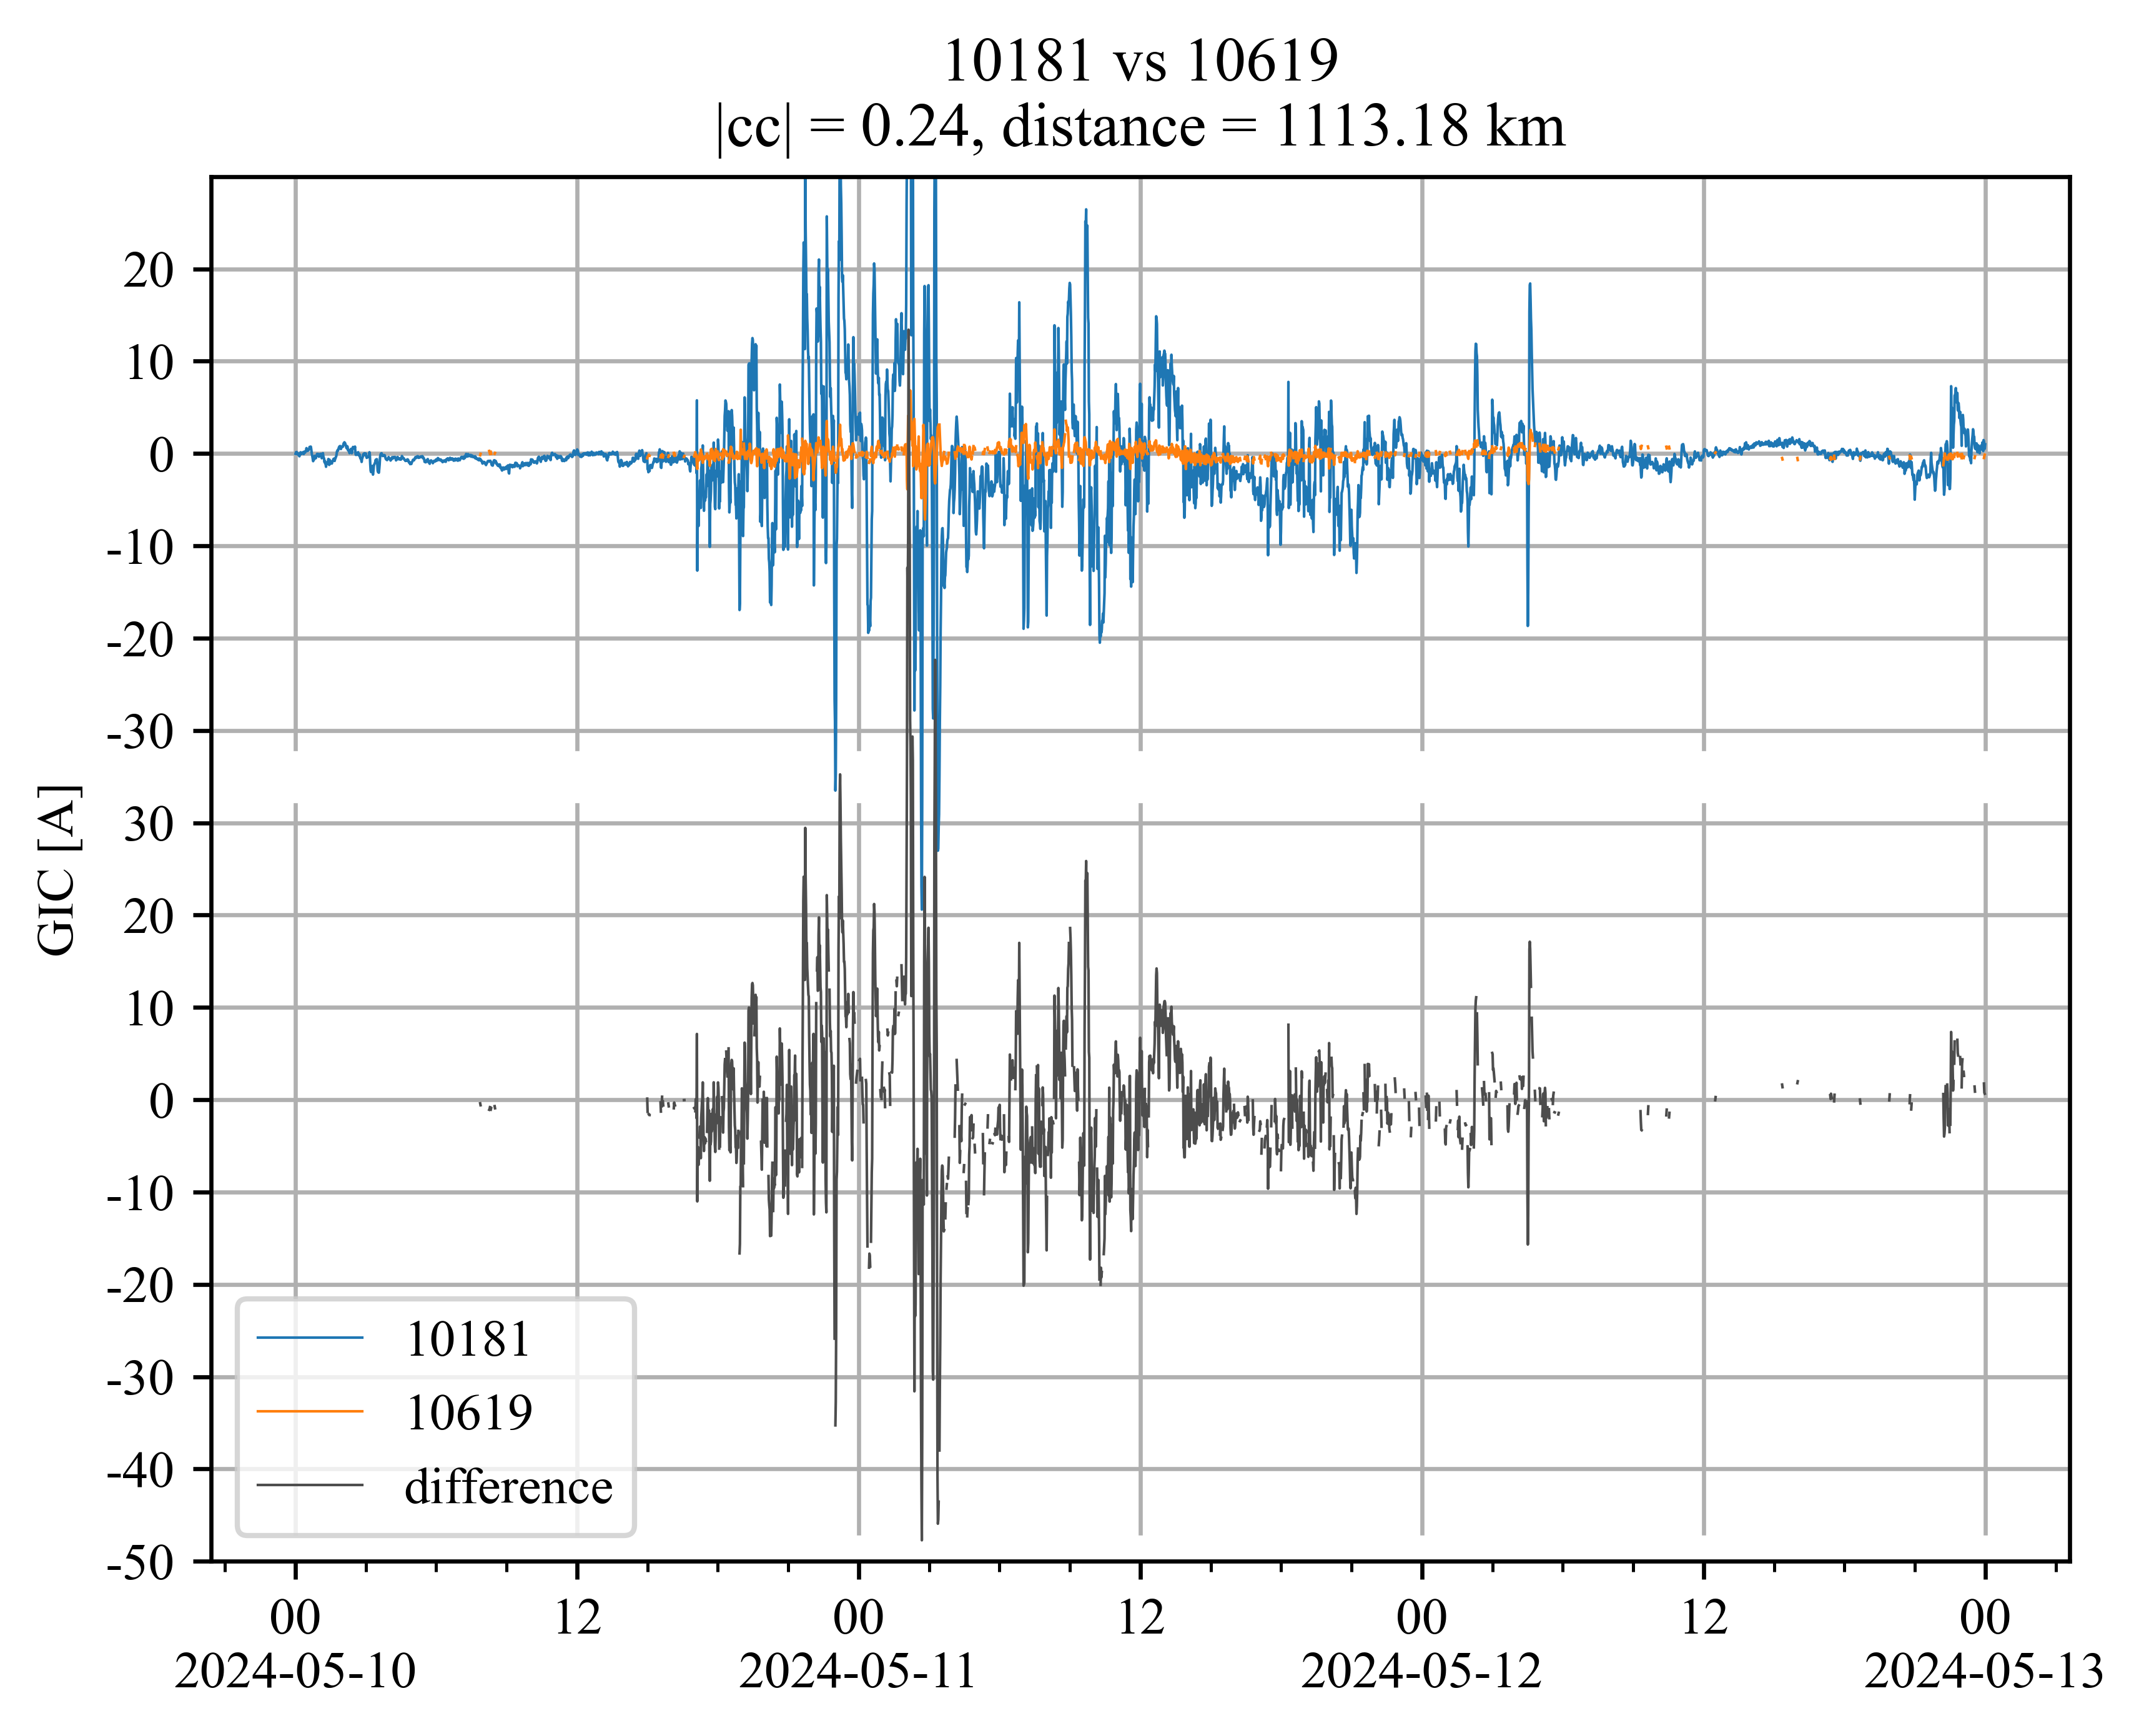 10181 vs 10619
|cc| = 0.24, distance = 1113.18 km
GIC [A]
20
10
0
-10
-20
-30
30
20
10
0
-10
-20
-30
-40
-50
10181
10619
difference
00 12 00 12 00 12 00
2024-05-10 2024-05-11 2024-05-12 2024-05-13